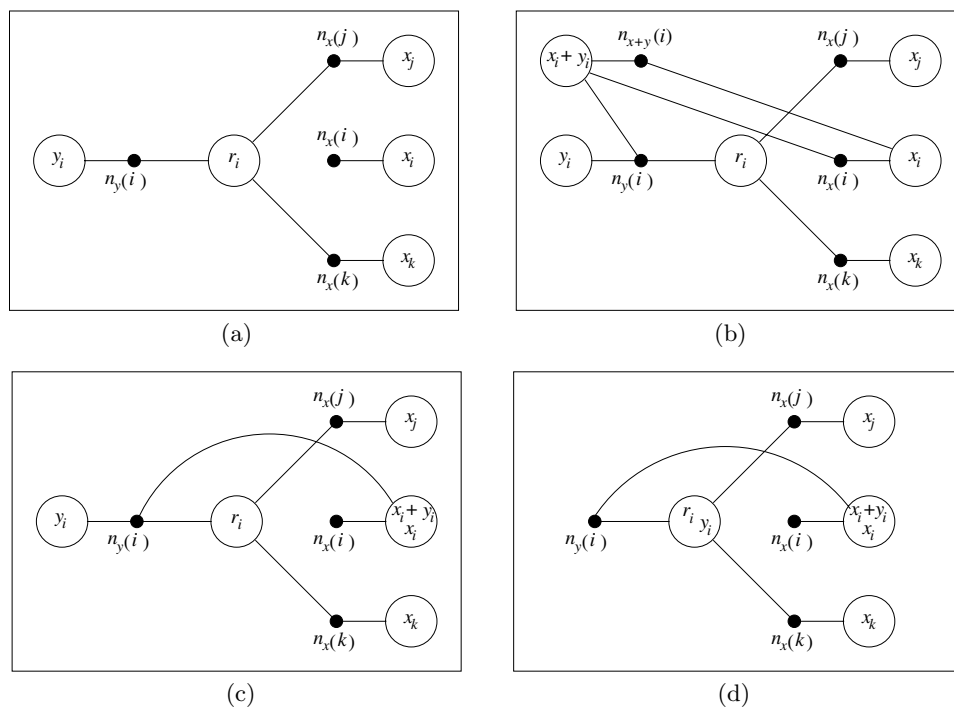 n_x(j)
x_j
n_x(i)
y_i
r_i
x_i
n_y(i)
x_k
n_x(k)
(a)
n_{x+y}(i)
n_x(j)
x_i + y_i
x_j
y_i
r_i
x_i
n_y(i)
n_x(i)
x_k
n_x(k)
(b)
n_x(j)
x_j
x_i + y_i
y_i
r_i
x_i
n_y(i)
n_x(i)
x_k
n_x(k)
(c)
n_x(j)
x_j
x_i+y_i
r_i
y_i
x_i
n_y(i)
n_x(i)
x_k
n_x(k)
(d)